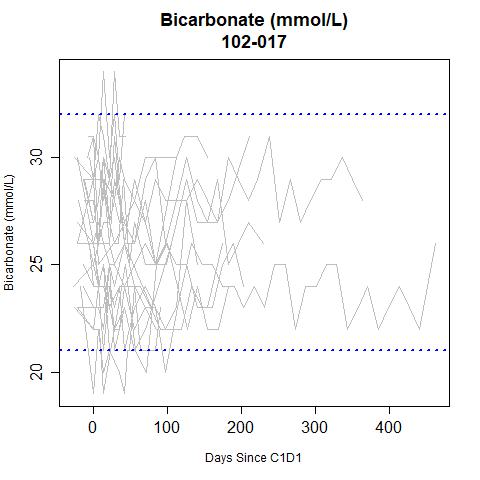 Bicarbonate (mmol/L)
102-017
Bicarbonate (mmol/L)
30
25
20
0 100 200 300 400
Days Since C1D1